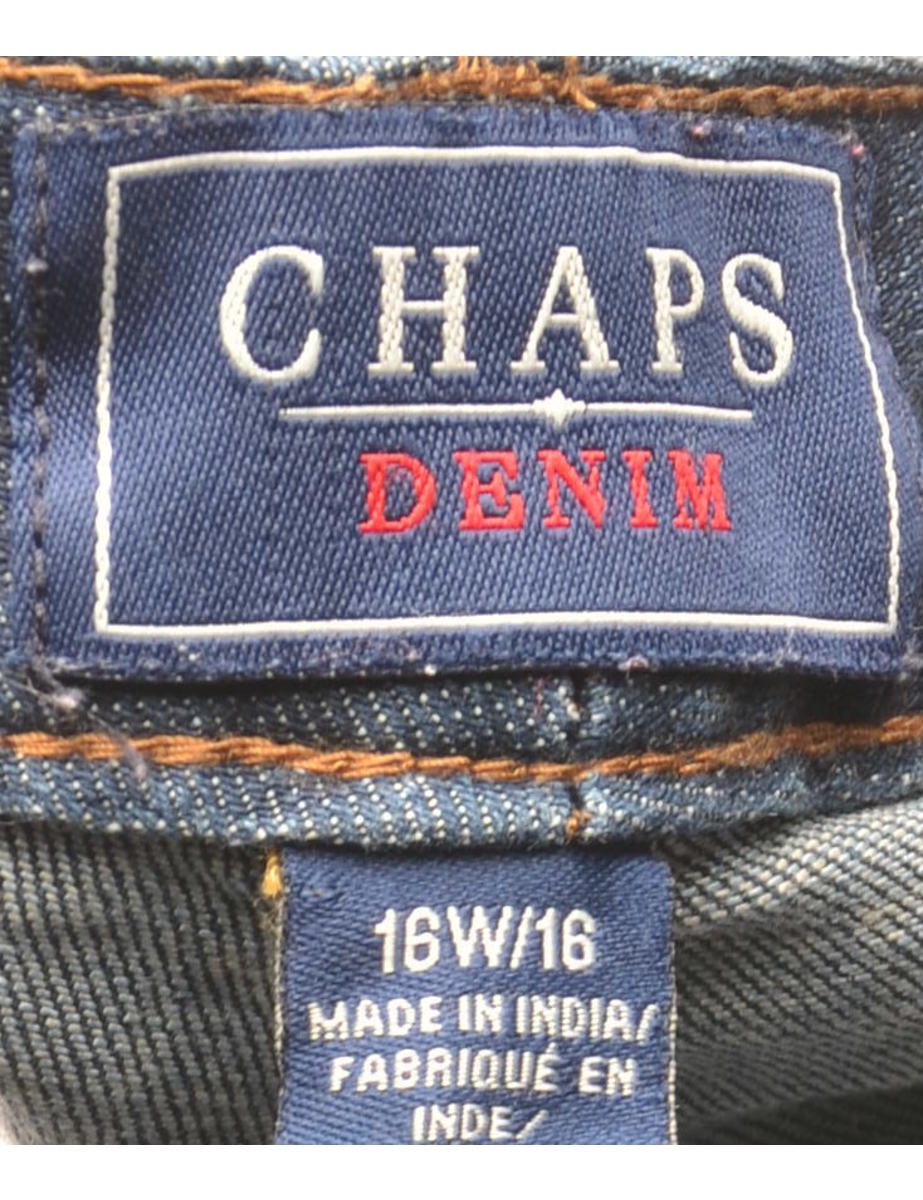 CHAPS
DENIM
16W/16
MADE IN INDIA/
FABRIQUÉ EN
INDE/